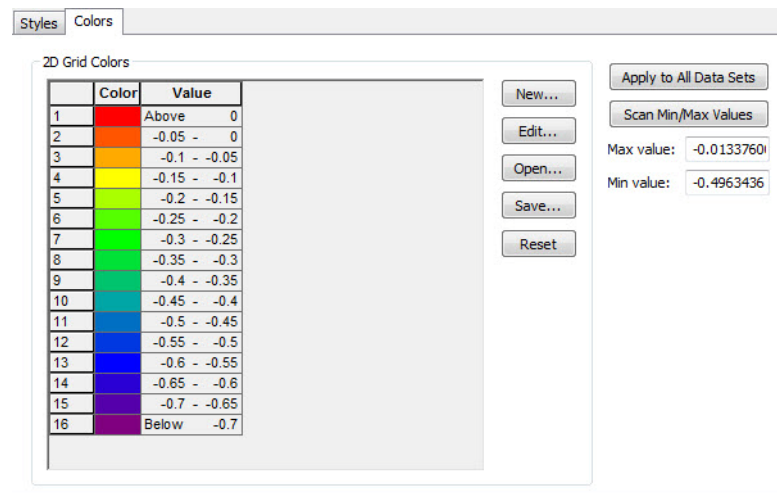 Styles Colors
2D Grid Colors
Color Value
1 Above 0
2 -0.05 - 0
3 -0.1 - -0.05
4 -0.15 - -0.1
5 -0.2 - -0.15
6 -0.25 - -0.2
7 -0.3 - -0.25
8 -0.35 - -0.3
9 -0.4 - -0.35
10 -0.45 - -0.4
11 -0.5 - -0.45
12 -0.55 - -0.5
13 -0.6 - -0.55
14 -0.65 - -0.6
15 -0.7 - -0.65
16 Below -0.7
New...
Edit...
Open...
Save...
Reset
Apply to All Data Sets
Scan Min/Max Values
Max value: -0.0133760
Min value: -0.4963436